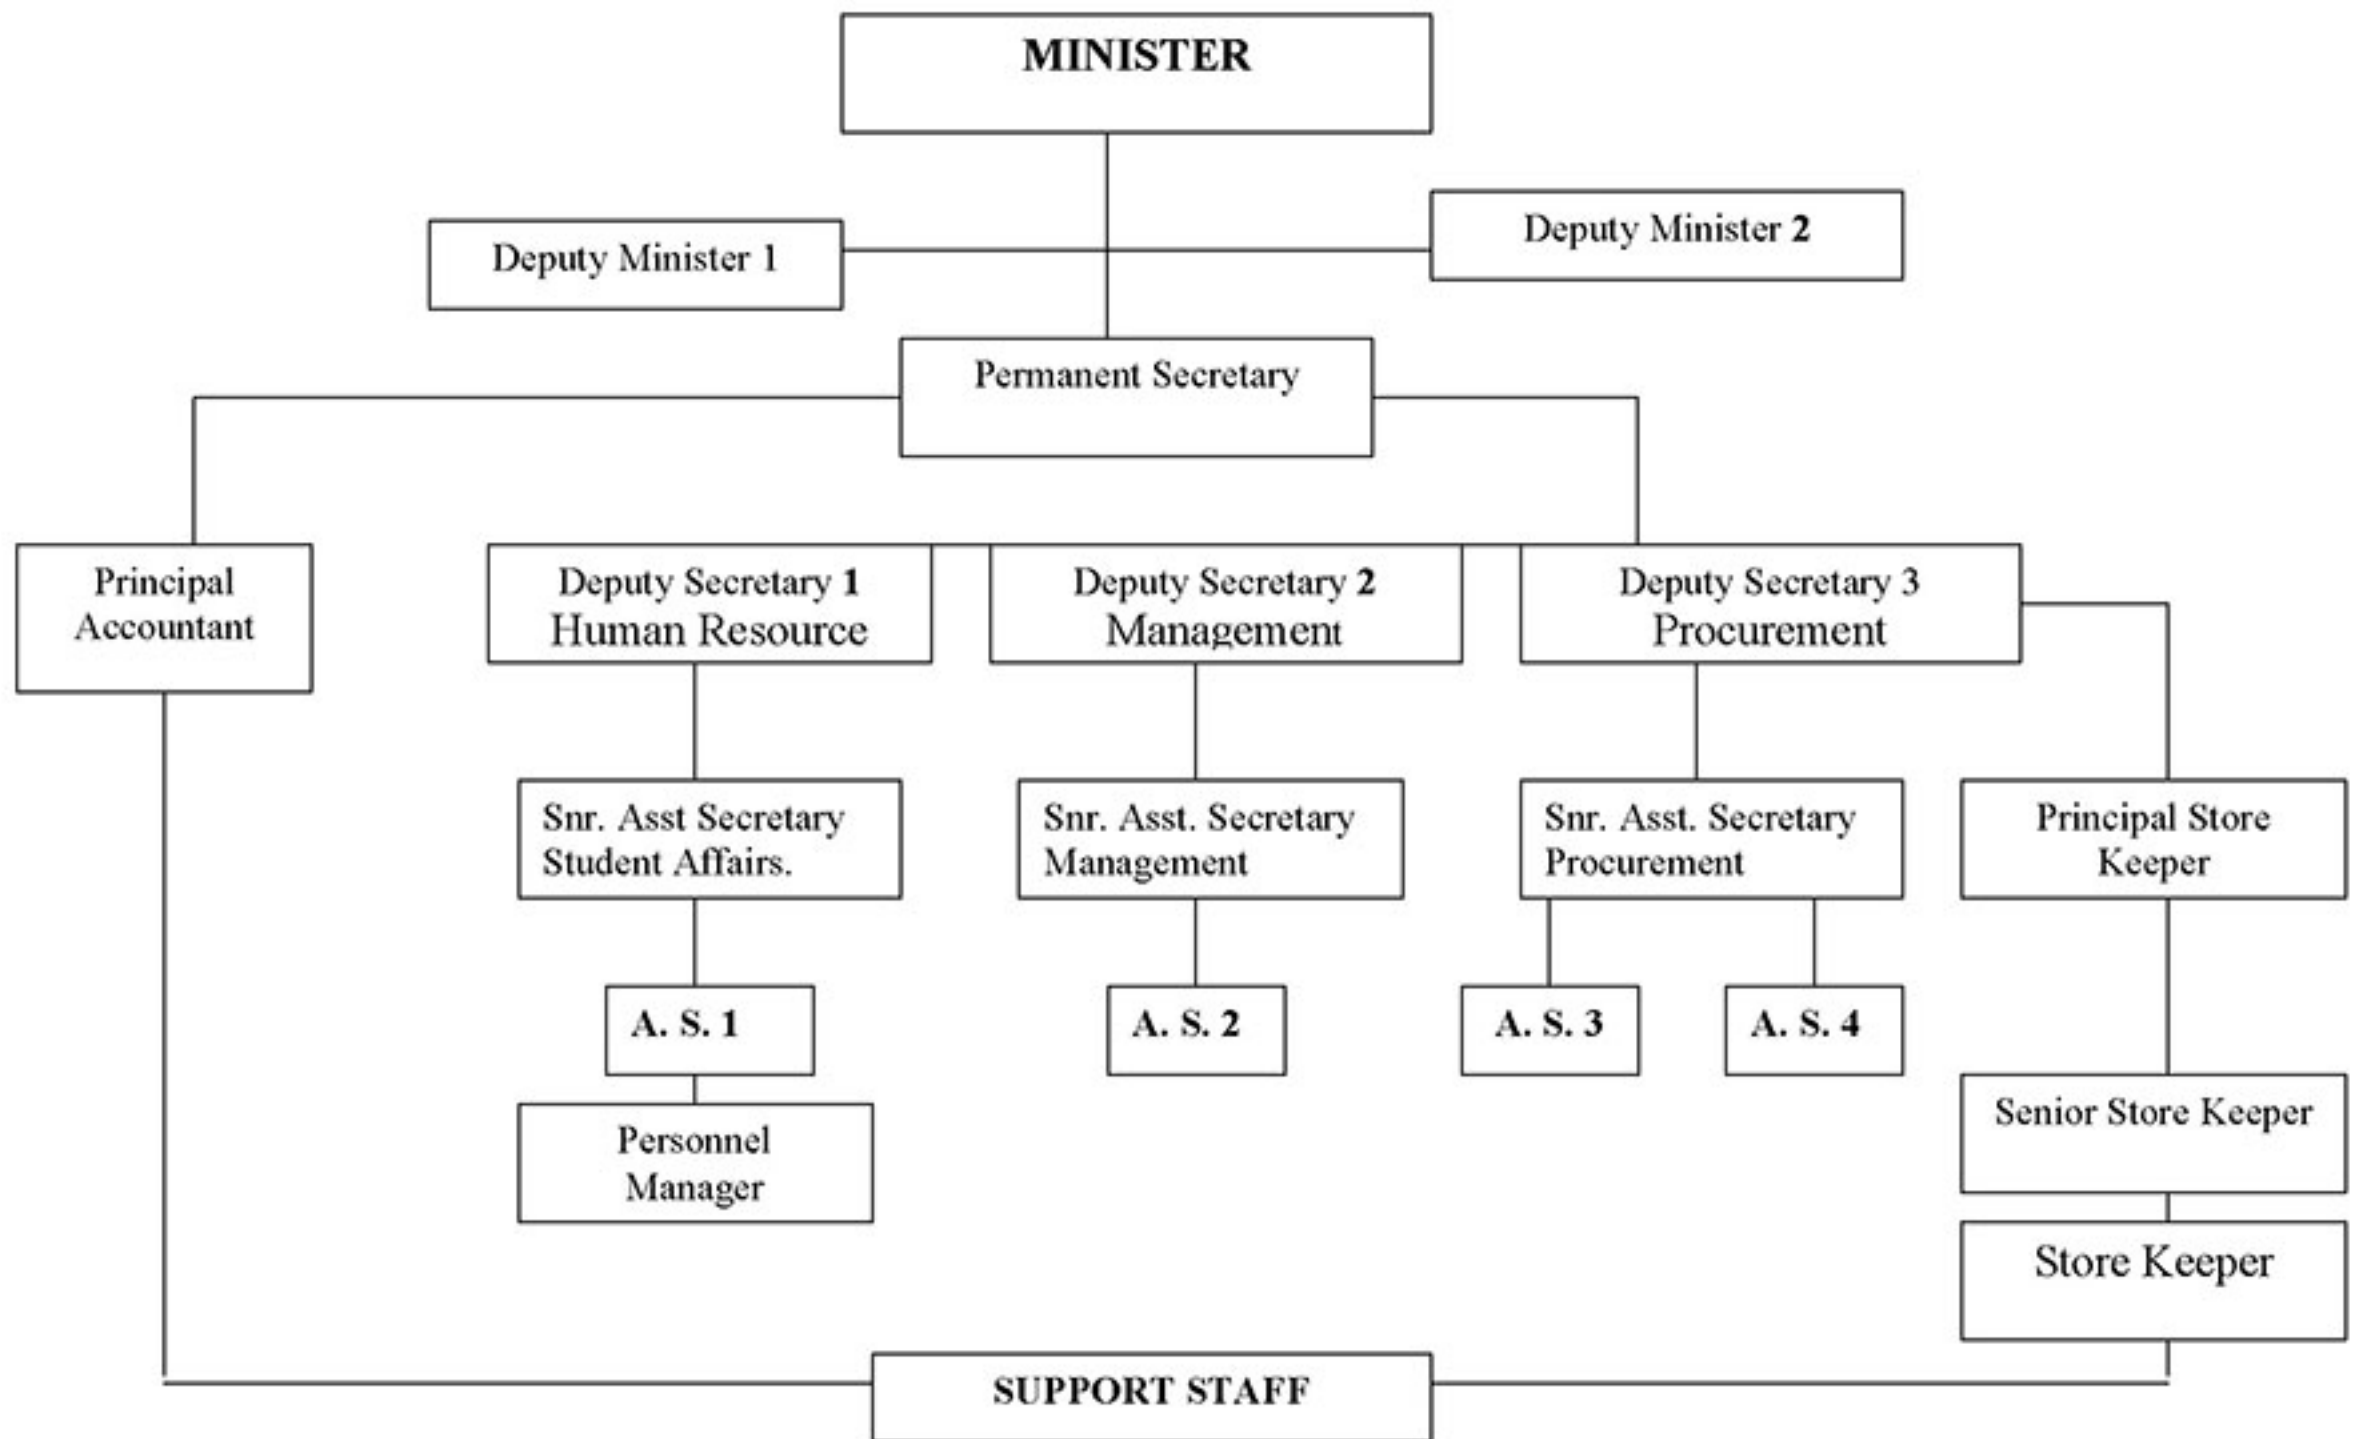 MINISTER
Deputy Minister 1
Deputy Minister 2
Permanent Secretary
Principal
Accountant
Deputy Secretary 1
Human Resource
Deputy Secretary 2
Management
Deputy Secretary 3
Procurement
Snr. Asst Secretary
Student Affairs.
Snr. Asst. Secretary
Management
Snr. Asst. Secretary
Procurement
Principal Store
Keeper
A. S. 1
A. S. 2
A. S. 3
A. S. 4
Personnel
Manager
Senior Store Keeper
Store Keeper
SUPPORT STAFF